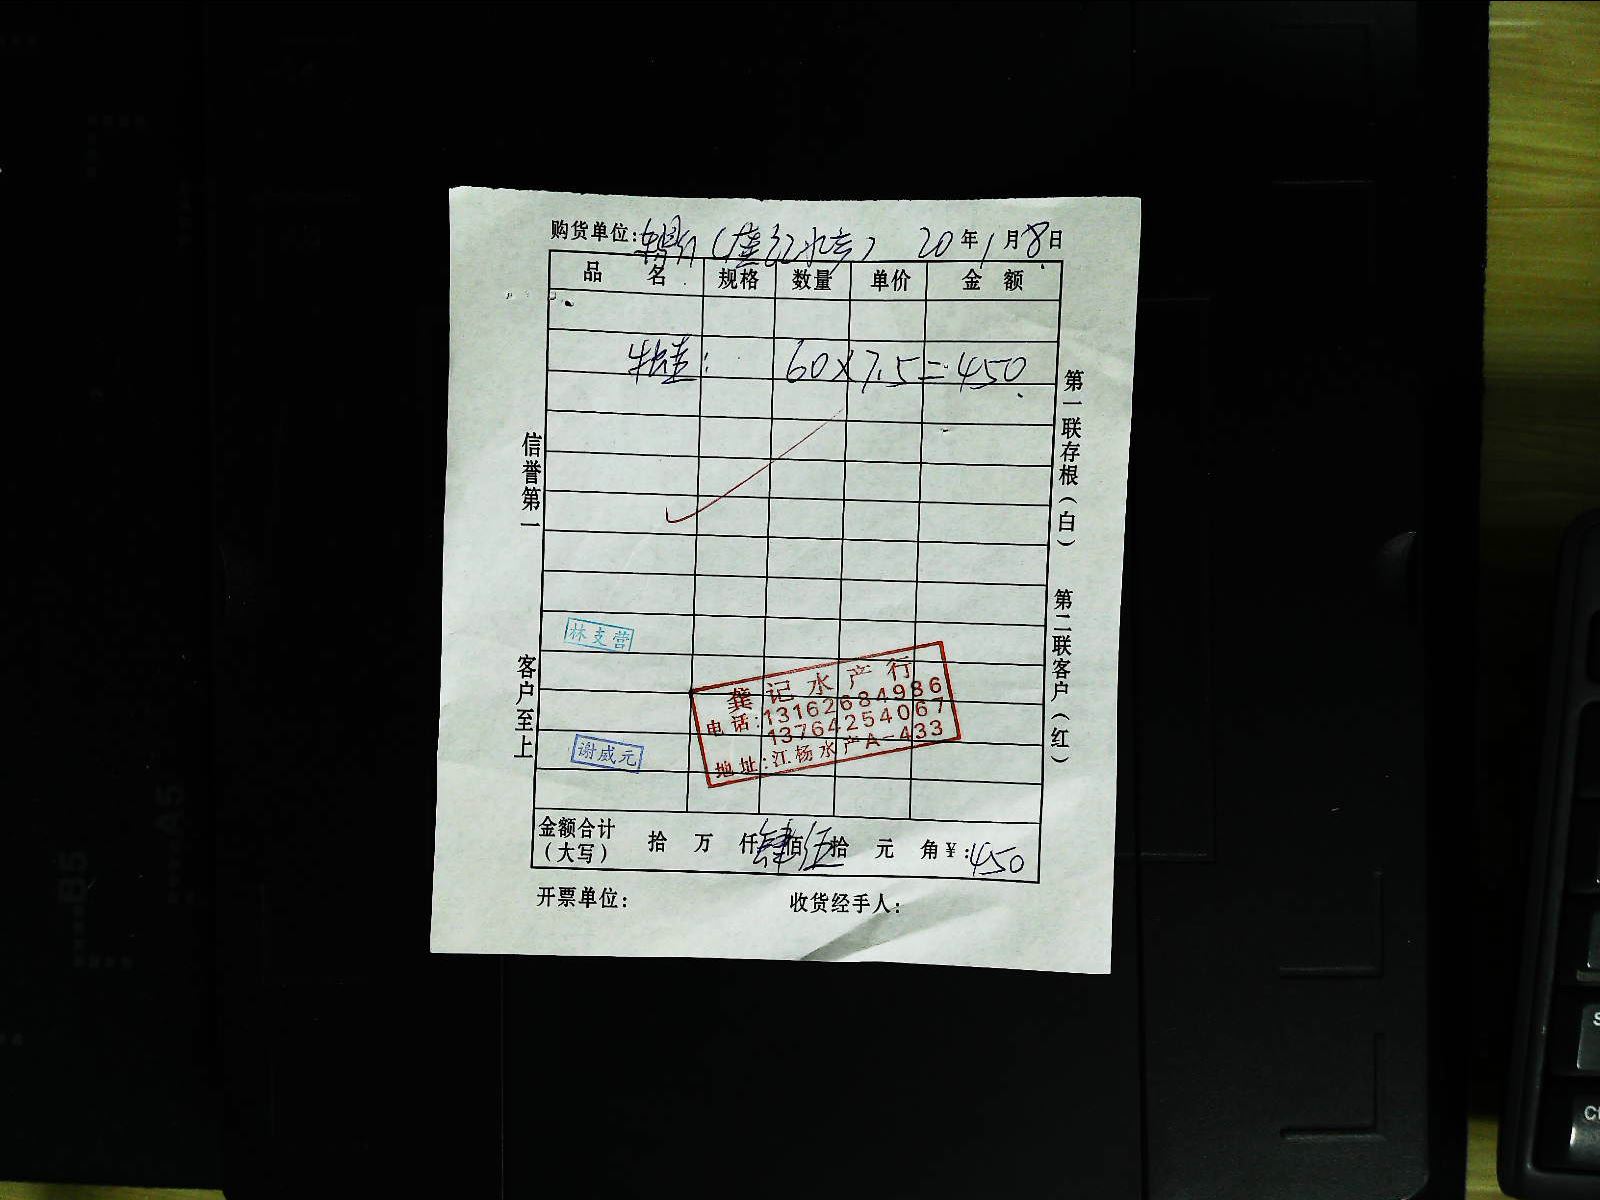 购货单位: 20年1月8日
品 名 规格 数量 单价 金 额
60×7.5=450
信誉第一
客户至上
第一联存根(白)
第二联客户(红)
林支营
谢威元
龚记水产行
电话:13162684986
13764254067
地址:江杨水产A-433
金额合计 拾 万 仟肆佰伍拾 元 角¥:450
(大写)
开票单位: 收货经手人: